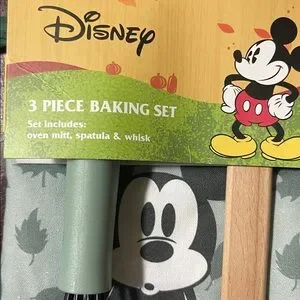 Disney
3 PIECE BAKING SET
Set includes:
oven mitt, spatula & whisk